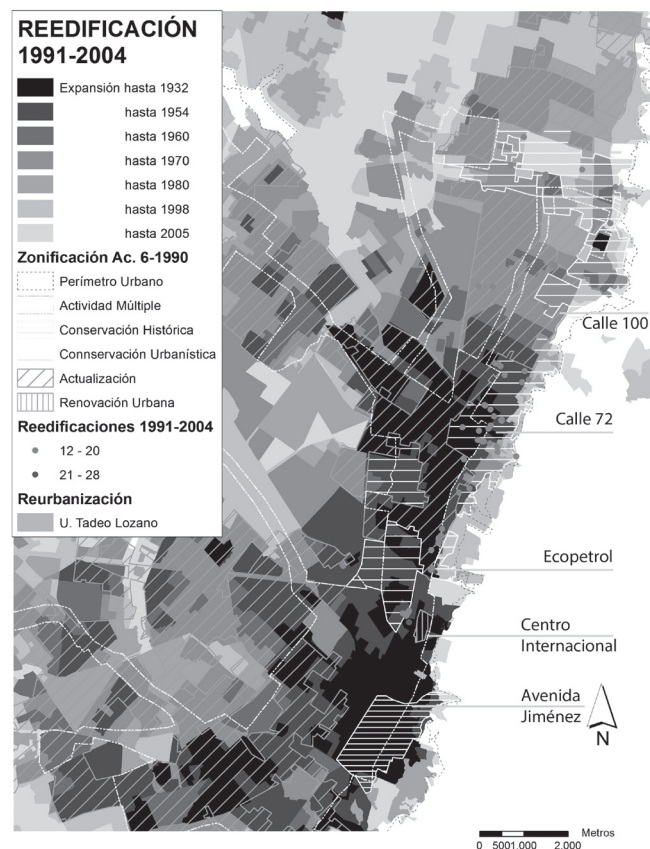 REEDIFICACIÓN
1991-2004
Expansión hasta 1932
hasta 1954
hasta 1960
hasta 1970
hasta 1980
hasta 1998
hasta 2005
Zonificación Ac. 6-1990
Perímetro Urbano
Actividad Múltiple
Conservación Histórica
Connservación Urbanística
Actualización
Renovación Urbana
Reedificaciones 1991-2004
12 - 20
21 - 28
Reurbanización
U. Tadeo Lozano
Calle 100
Calle 72
Ecopetrol
Centro
Internacional
Avenida
Jiménez
N
Metros
0 5001.000 2.000